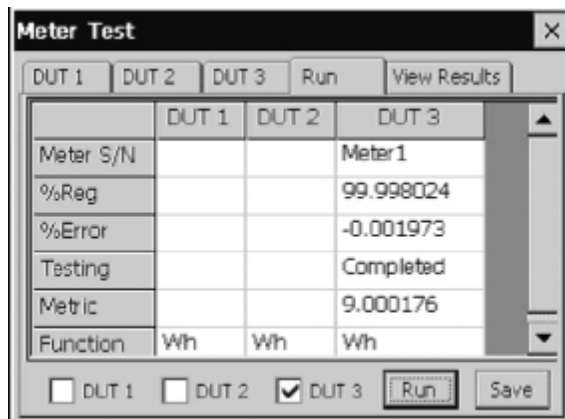 Meter Test
DUT 1 DUT 2 DUT 3 Run View Results
DUT 1 DUT 2 DUT 3
Meter S/N Meter1
%Reg 99.998024
%Error -0.001973
Testing Completed
Metric 9.000176
Function Wh Wh Wh
DUT 1 DUT 2 DUT 3 Run Save